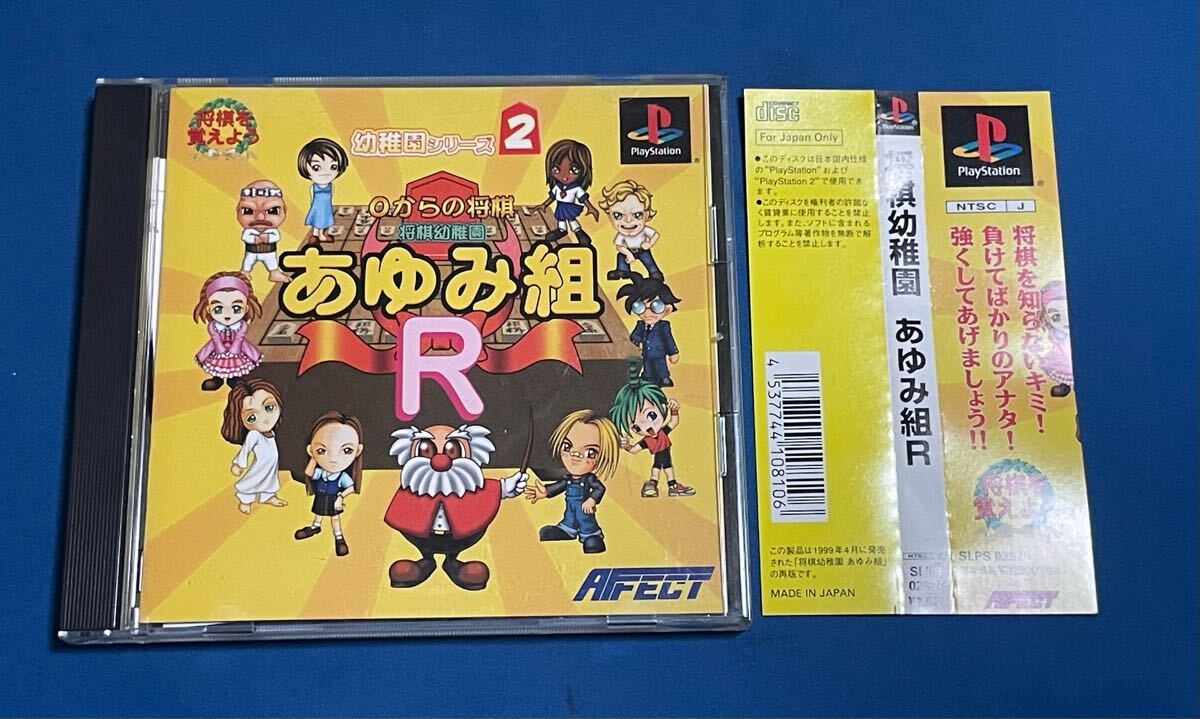 将棋を
覚えよう
幼稚園シリーズ2
PlayStation
0からの将棋
将棋幼稚園
あゆみ組
R
AFFECT
COMPACT
disc
For Japan Only
●このディスクは日本国内仕様
の"PlayStation"および
"PlayStation 2"で使用でき
ます。
●このディスクを権利者の許諾な
く賃貸業に使用することを禁止
します。また、ソフトに含まれる
プログラム等著作物を無断で解
析することを禁止します。
4537744108106
この製品は1999年4月に発売
された「将棋幼稚園 あゆみ組」
の再版です。
MADE IN JAPAN
PlayStation
将棋幼稚園 あゆみ組R
PlayStation
NTSC J
将棋を知らないキミ!
負けてばかりのアナタ!
強くしてあげましょう!!
将棋を
覚えよう
AFFECT